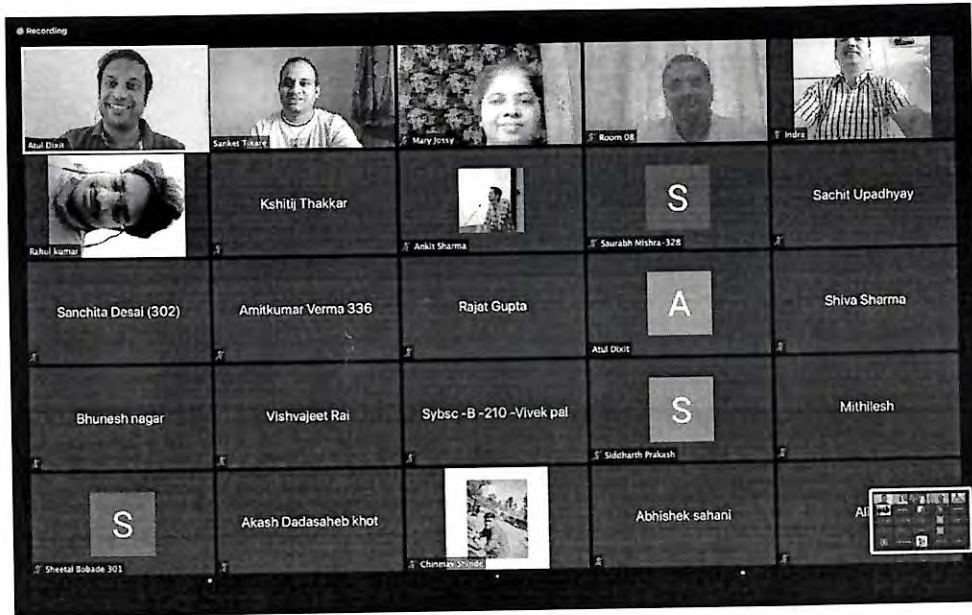 Recording
Atul Dixit
Sanket Tikare
Mary Jossy
Room 08
Indra
Rahul kumar
Kshitij Thakkar
Ankit Sharma
S
Saurabh Mishra-328
Sachit Upadhyay
Sanchita Desai (302)
Amitkumar Verma 336
Rajat Gupta
A
Atul Dixit
Shiva Sharma
Bhunesh nagar
Vishvajeet Rai
Sybsc -B -210 -Vivek pal
S
Siddharth Prakash
Mithilesh
S
Sheetal Bobade 301
Akash Dadasaheb khot
Chinmay Shinde
Abhishek sahani